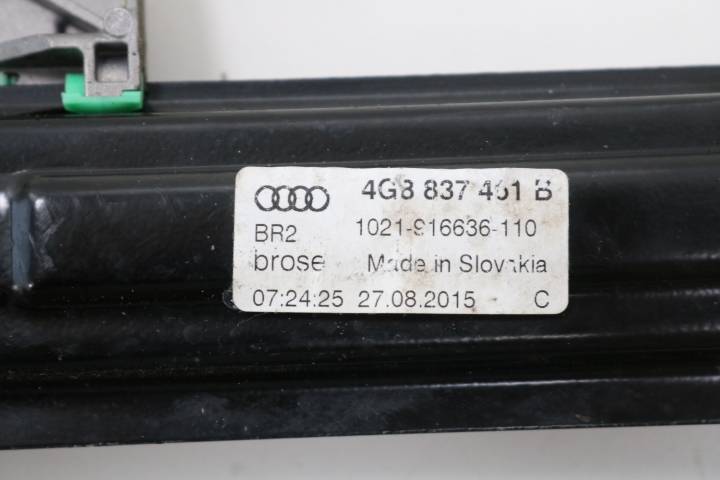 4G8 837 461 B
BR2 1021-916636-110
brose Made in Slovakia
07:24:25 27.08.2015 C